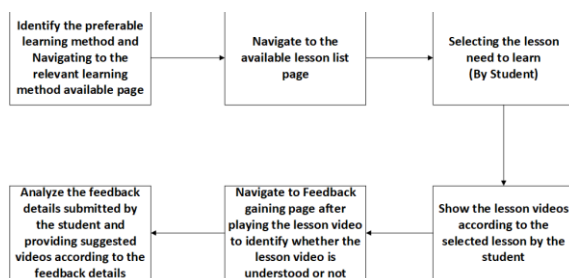 Identify the preferable
learning method and
Navigating to the
relevant learning
method available page
Navigate to the
available lesson list
page
Selecting the lesson
need to learn
(By Student)
Show the lesson videos
according to the
selected lesson by the
student
Navigate to Feedback
gaining page after
playing the lesson video
to identify whether the
lesson video is
understood or not
Analyze the feedback
details submitted by
the student and
providing suggested
videos according to the
feedback details